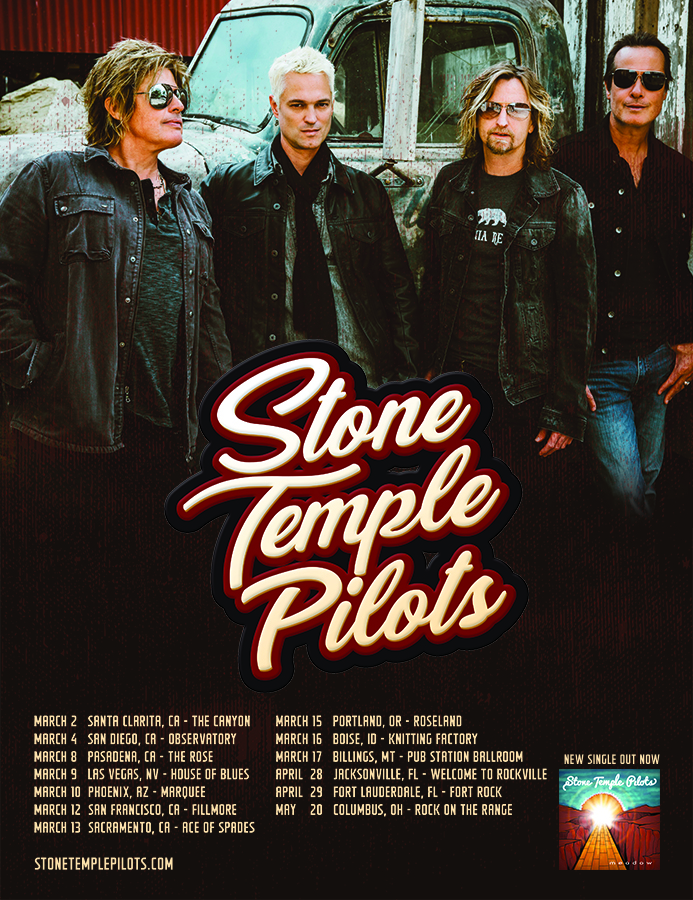 IA RE
Stone
Temple
Pilots
MARCH 2 SANTA CLARITA, CA - THE CANYON
MARCH 4 SAN DIEGO, CA - OBSERVATORY
MARCH 8 PASADENA, CA - THE ROSE
MARCH 9 LAS VEGAS, NV - HOUSE OF BLUES
MARCH 10 PHOENIX, AZ - MARQUEE
MARCH 12 SAN FRANCISCO, CA - FILLMORE
MARCH 13 SACRAMENTO, CA - ACE OF SPADES
MARCH 15 PORTLAND, OR - ROSELAND
MARCH 16 BOISE, ID - KNITTING FACTORY
MARCH 17 BILLINGS, MT - PUB STATION BALLROOM
APRIL 28 JACKSONVILLE, FL - WELCOME TO ROCKVILLE
APRIL 29 FORT LAUDERDALE, FL - FORT ROCK
MAY 20 COLUMBUS, OH - ROCK ON THE RANGE
NEW SINGLE OUT NOW
Stone Temple Pilots
meadow
STONETEMPLEPILOTS.COM